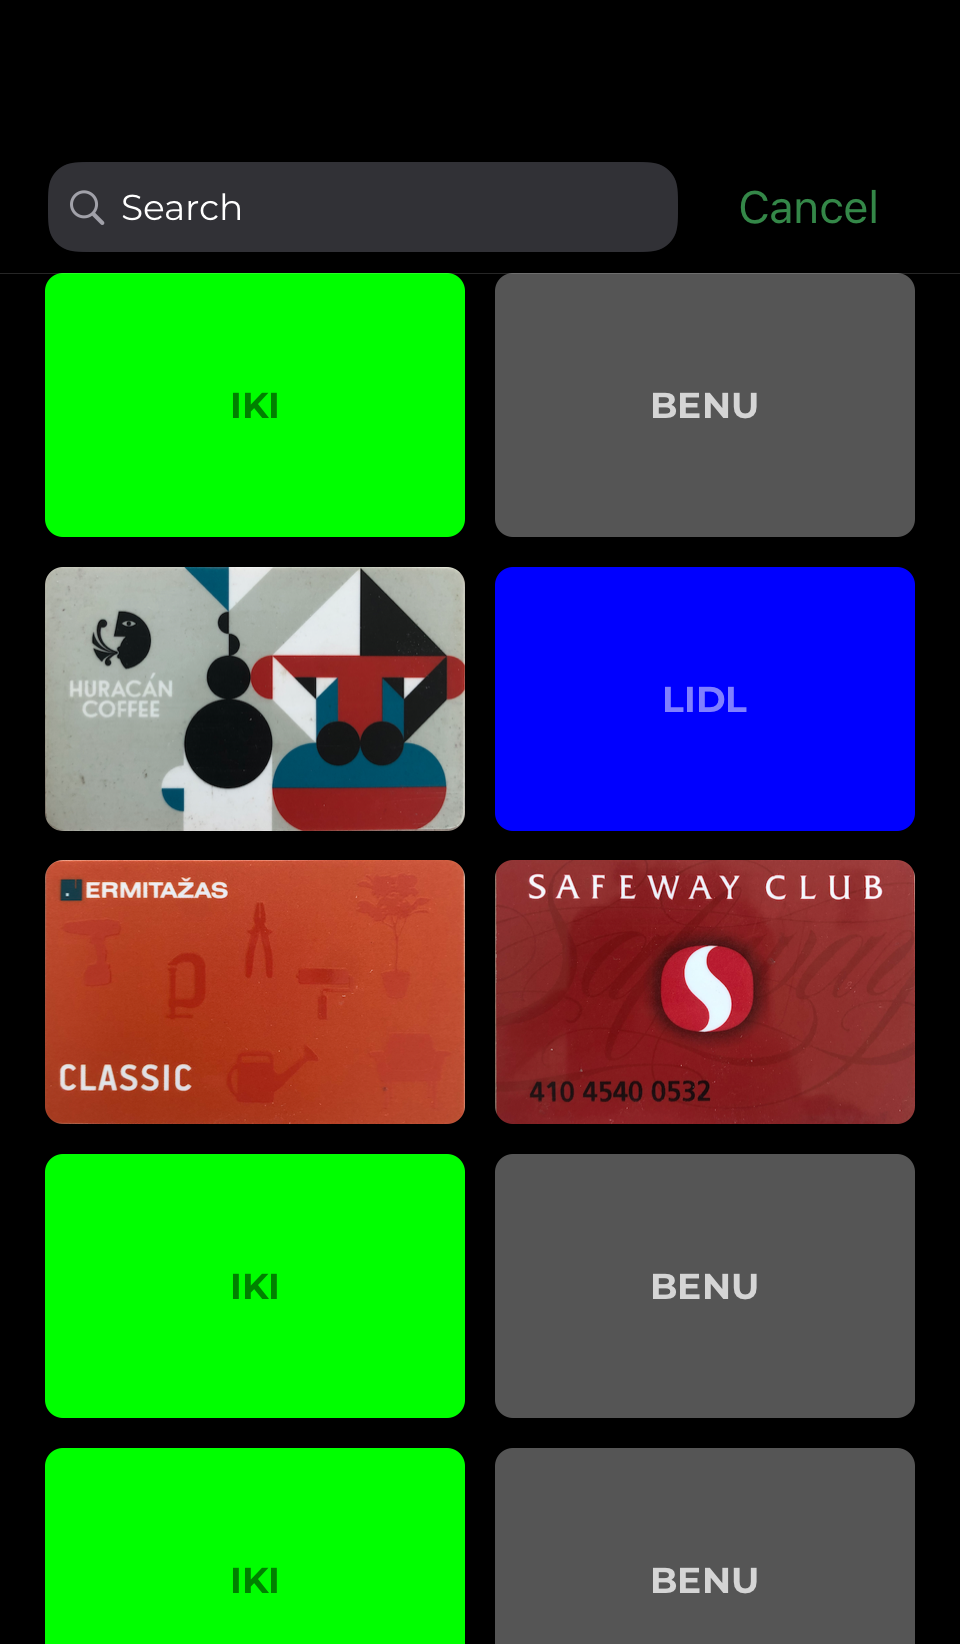 Search
Cancel
IKI
BENU
HURACÁN
COFFEE
LIDL
ERMITAŽAS
CLASSIC
SAFEWAY CLUB
410 4540 0532
IKI
BENU
IKI
BENU